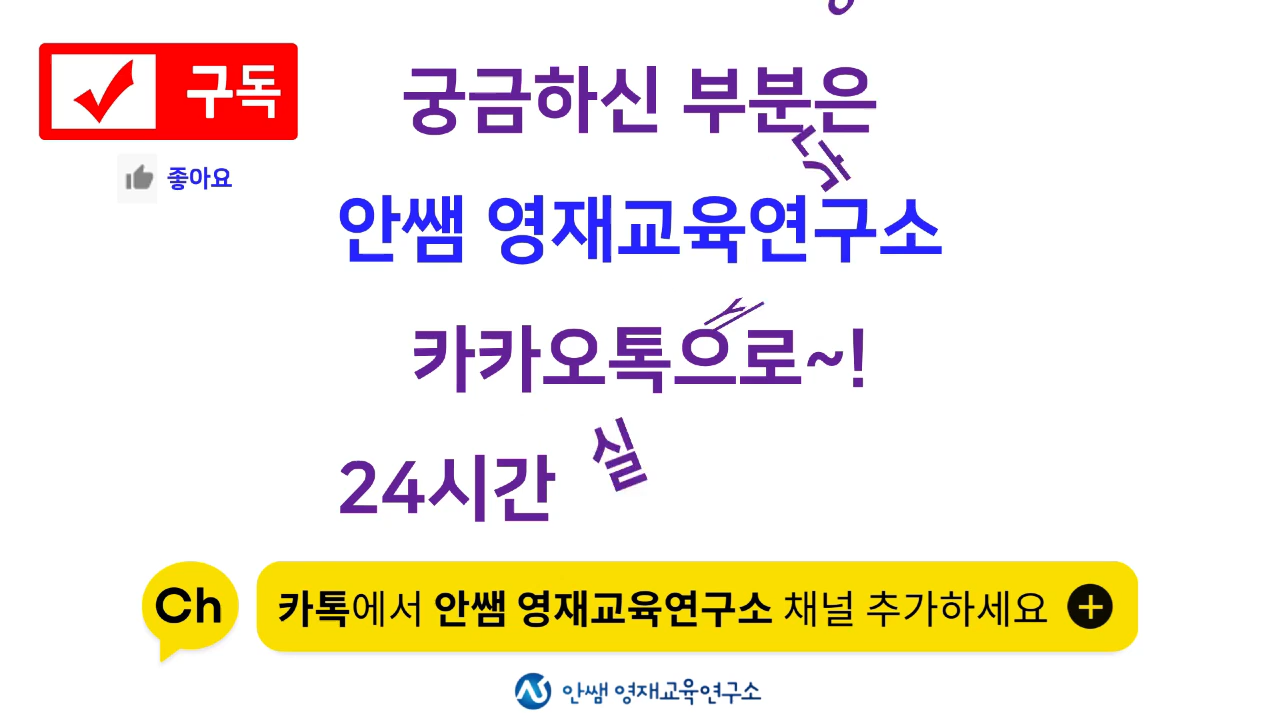 구독
좋아요
궁금하신 부분은
안쌤 영재교육연구소
카카오톡으로~!
24시간 실
Ch 카톡에서 안쌤 영재교육연구소 채널 추가하세요
안쌤 영재교육연구소